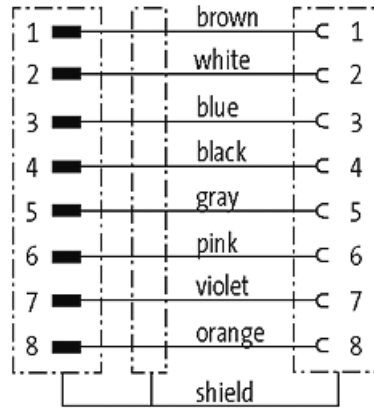 brown
1 1
white
2 2
blue
3 3
black
4 4
gray
5 5
pink
6 6
violet
7 7
orange
8 8
shield